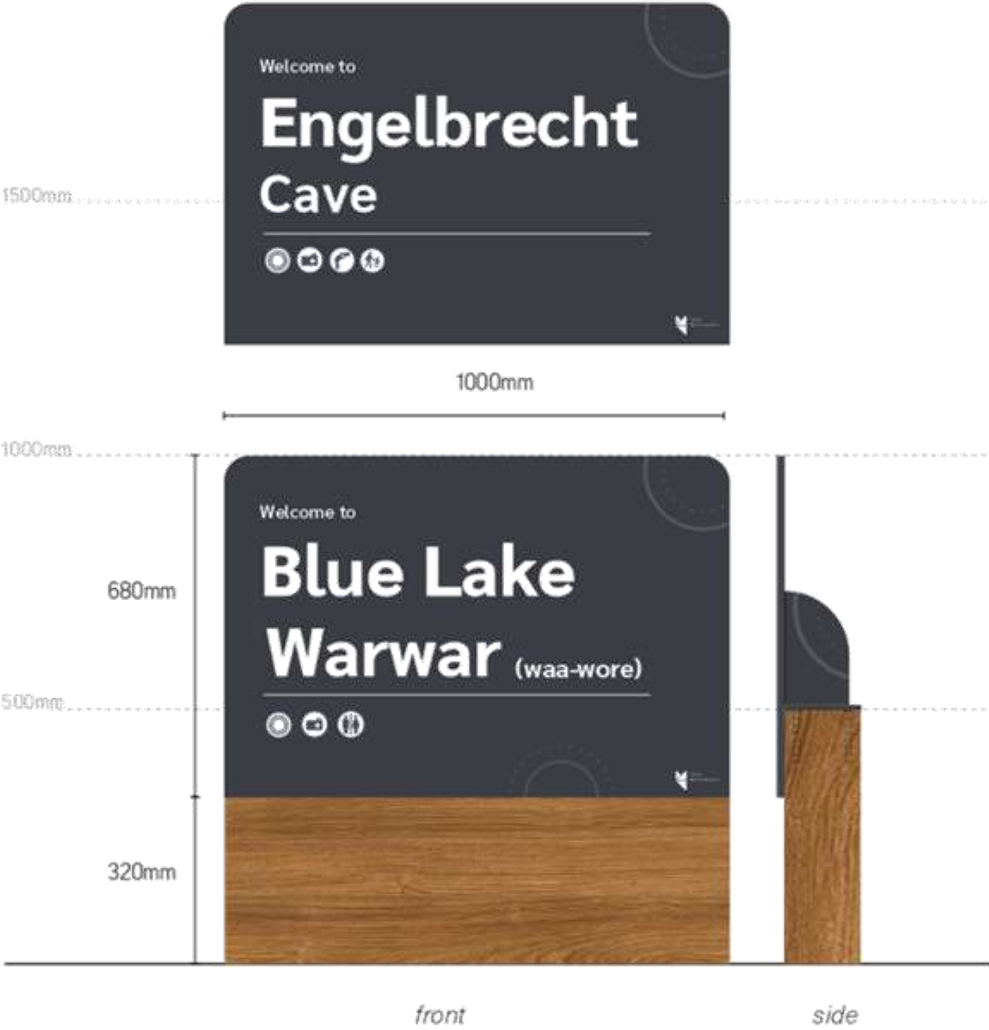 Welcome to
Engelbrecht
Cave
1500mm
1000mm
1000mm
Welcome to
Blue Lake
680mm
Warwar (waa-wore)
500mm
320mm
front
side